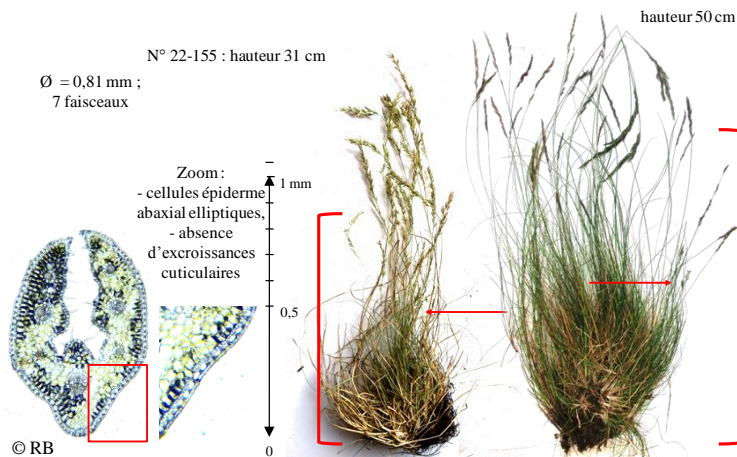 hauteur 50 cm
N° 22-155 : hauteur 31 cm
Ø = 0,81 mm ;
7 faisceaux
Zoom :
- cellules épiderme
abaxial elliptiques,
- absence
d'excroissances
cuticulaires
1 mm
0,5
0
© RB